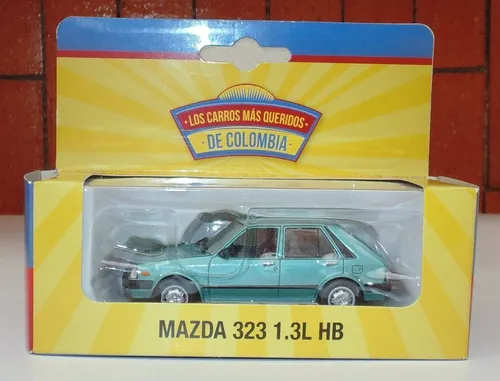 LOS CARROS MÁS QUERIDOS
· DE COLOMBIA ·
MAZDA 323 1.3L HB